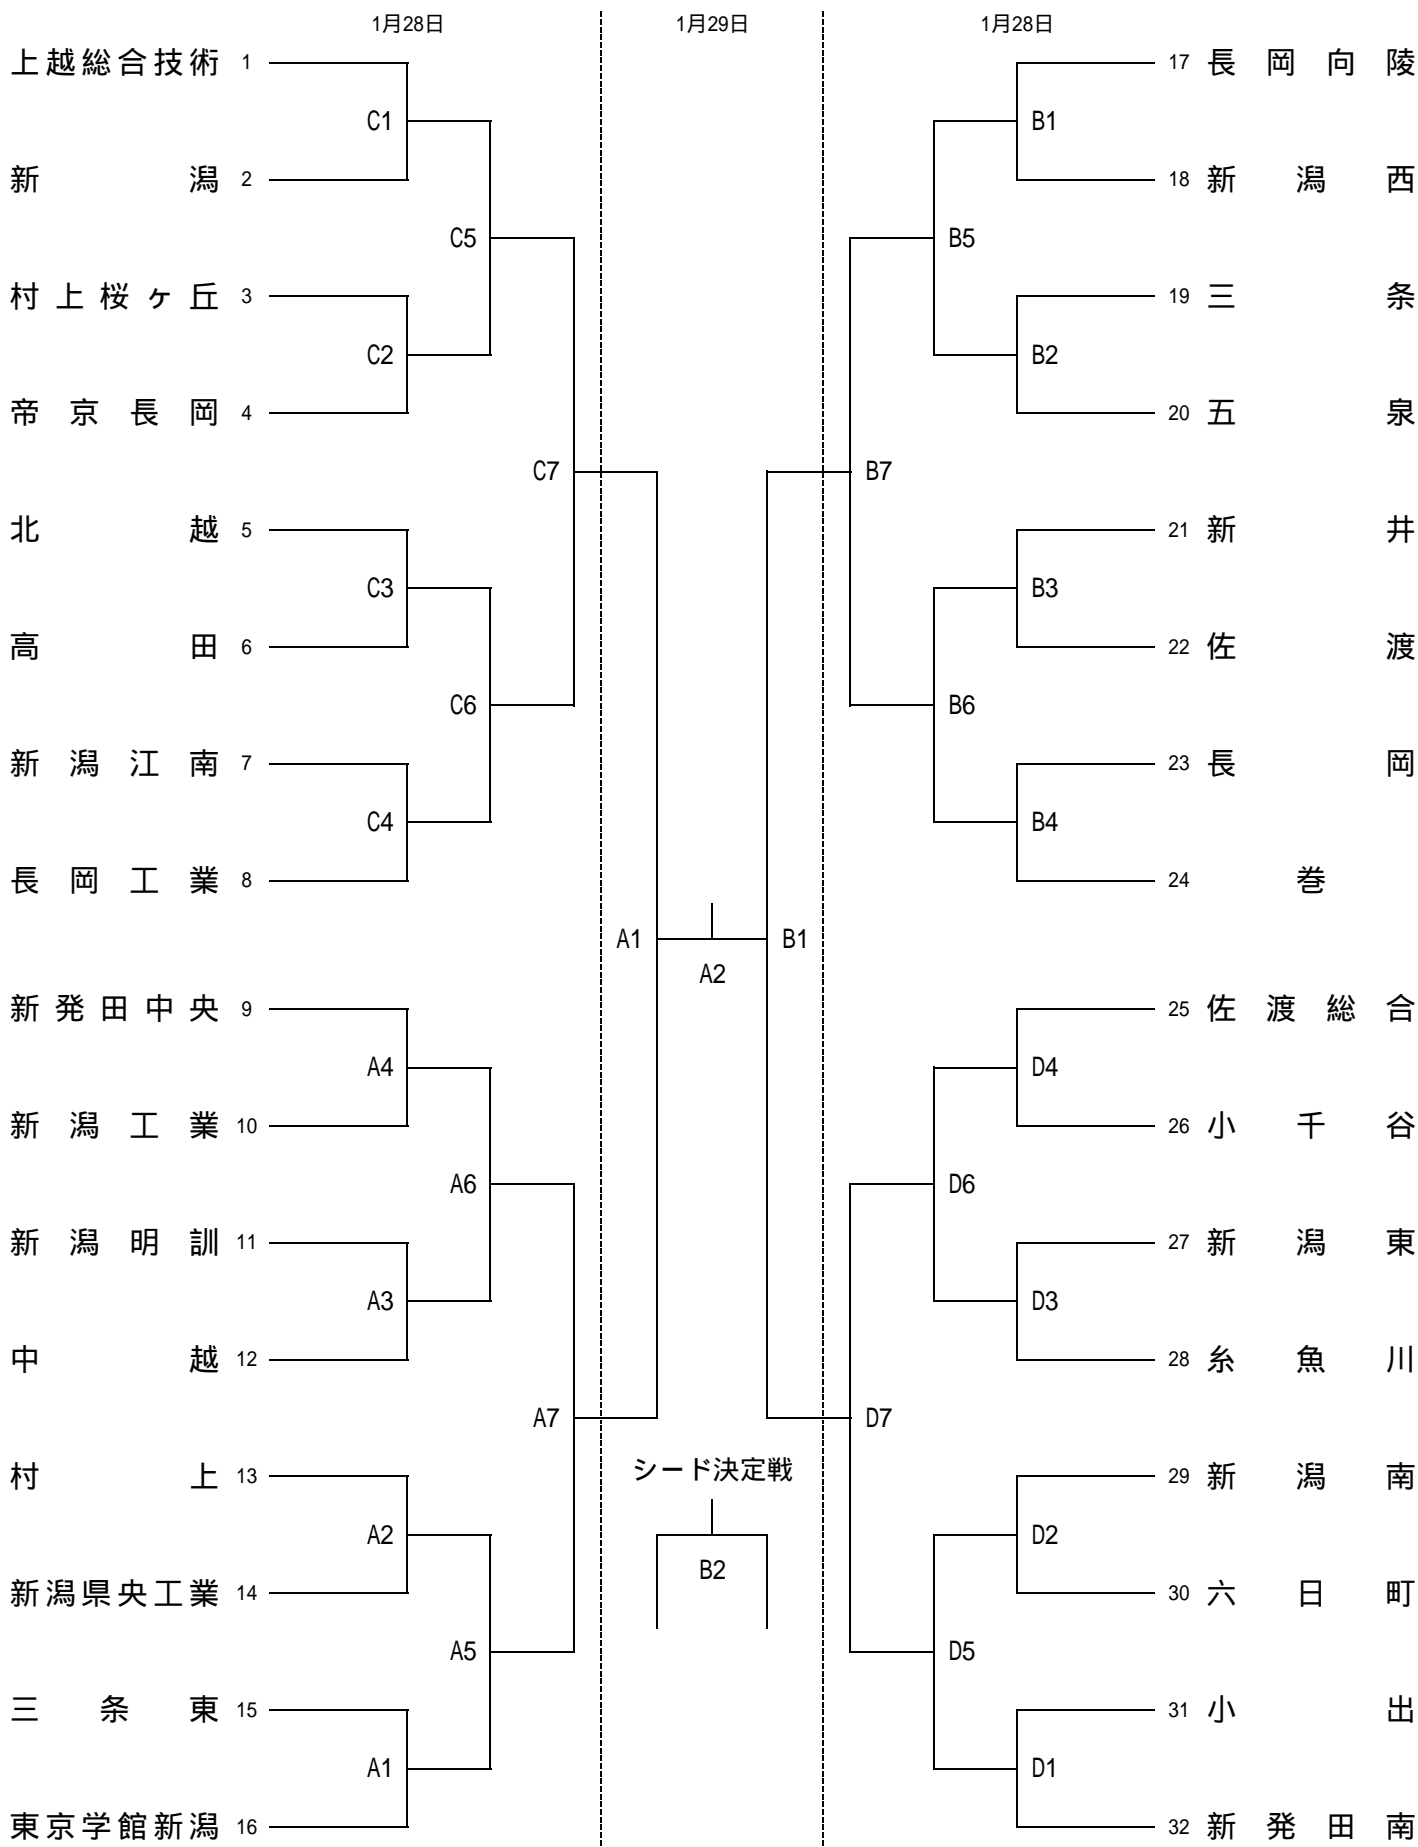 1月28日 1月29日 1月28日
上越総合技術 1 17 長岡向陵
C1 B1
新潟 2 18 新潟西
C5 B5
村上桜ヶ丘 3 19 三条
C2 B2
帝京長岡 4 20 五泉
C7 B7
北越 5 21 新井
C3 B3
高田 6 22 佐渡
C6 B6
新潟江南 7 23 長岡
C4 B4
長岡工業 8 24 巻
A1 B1
A2
新発田中央 9 25 佐渡総合
A4 D4
新潟工業 10 26 小千谷
A6 D6
新潟明訓 11 27 新潟東
A3 D3
中越 12 28 糸魚川
A7 D7
シード決定戦
村上 13 29 新潟南
A2 D2
B2
新潟県央工業 14 30 六日町
A5 D5
三条東 15 31 小出
A1 D1
東京学館新潟 16 32 新発田南